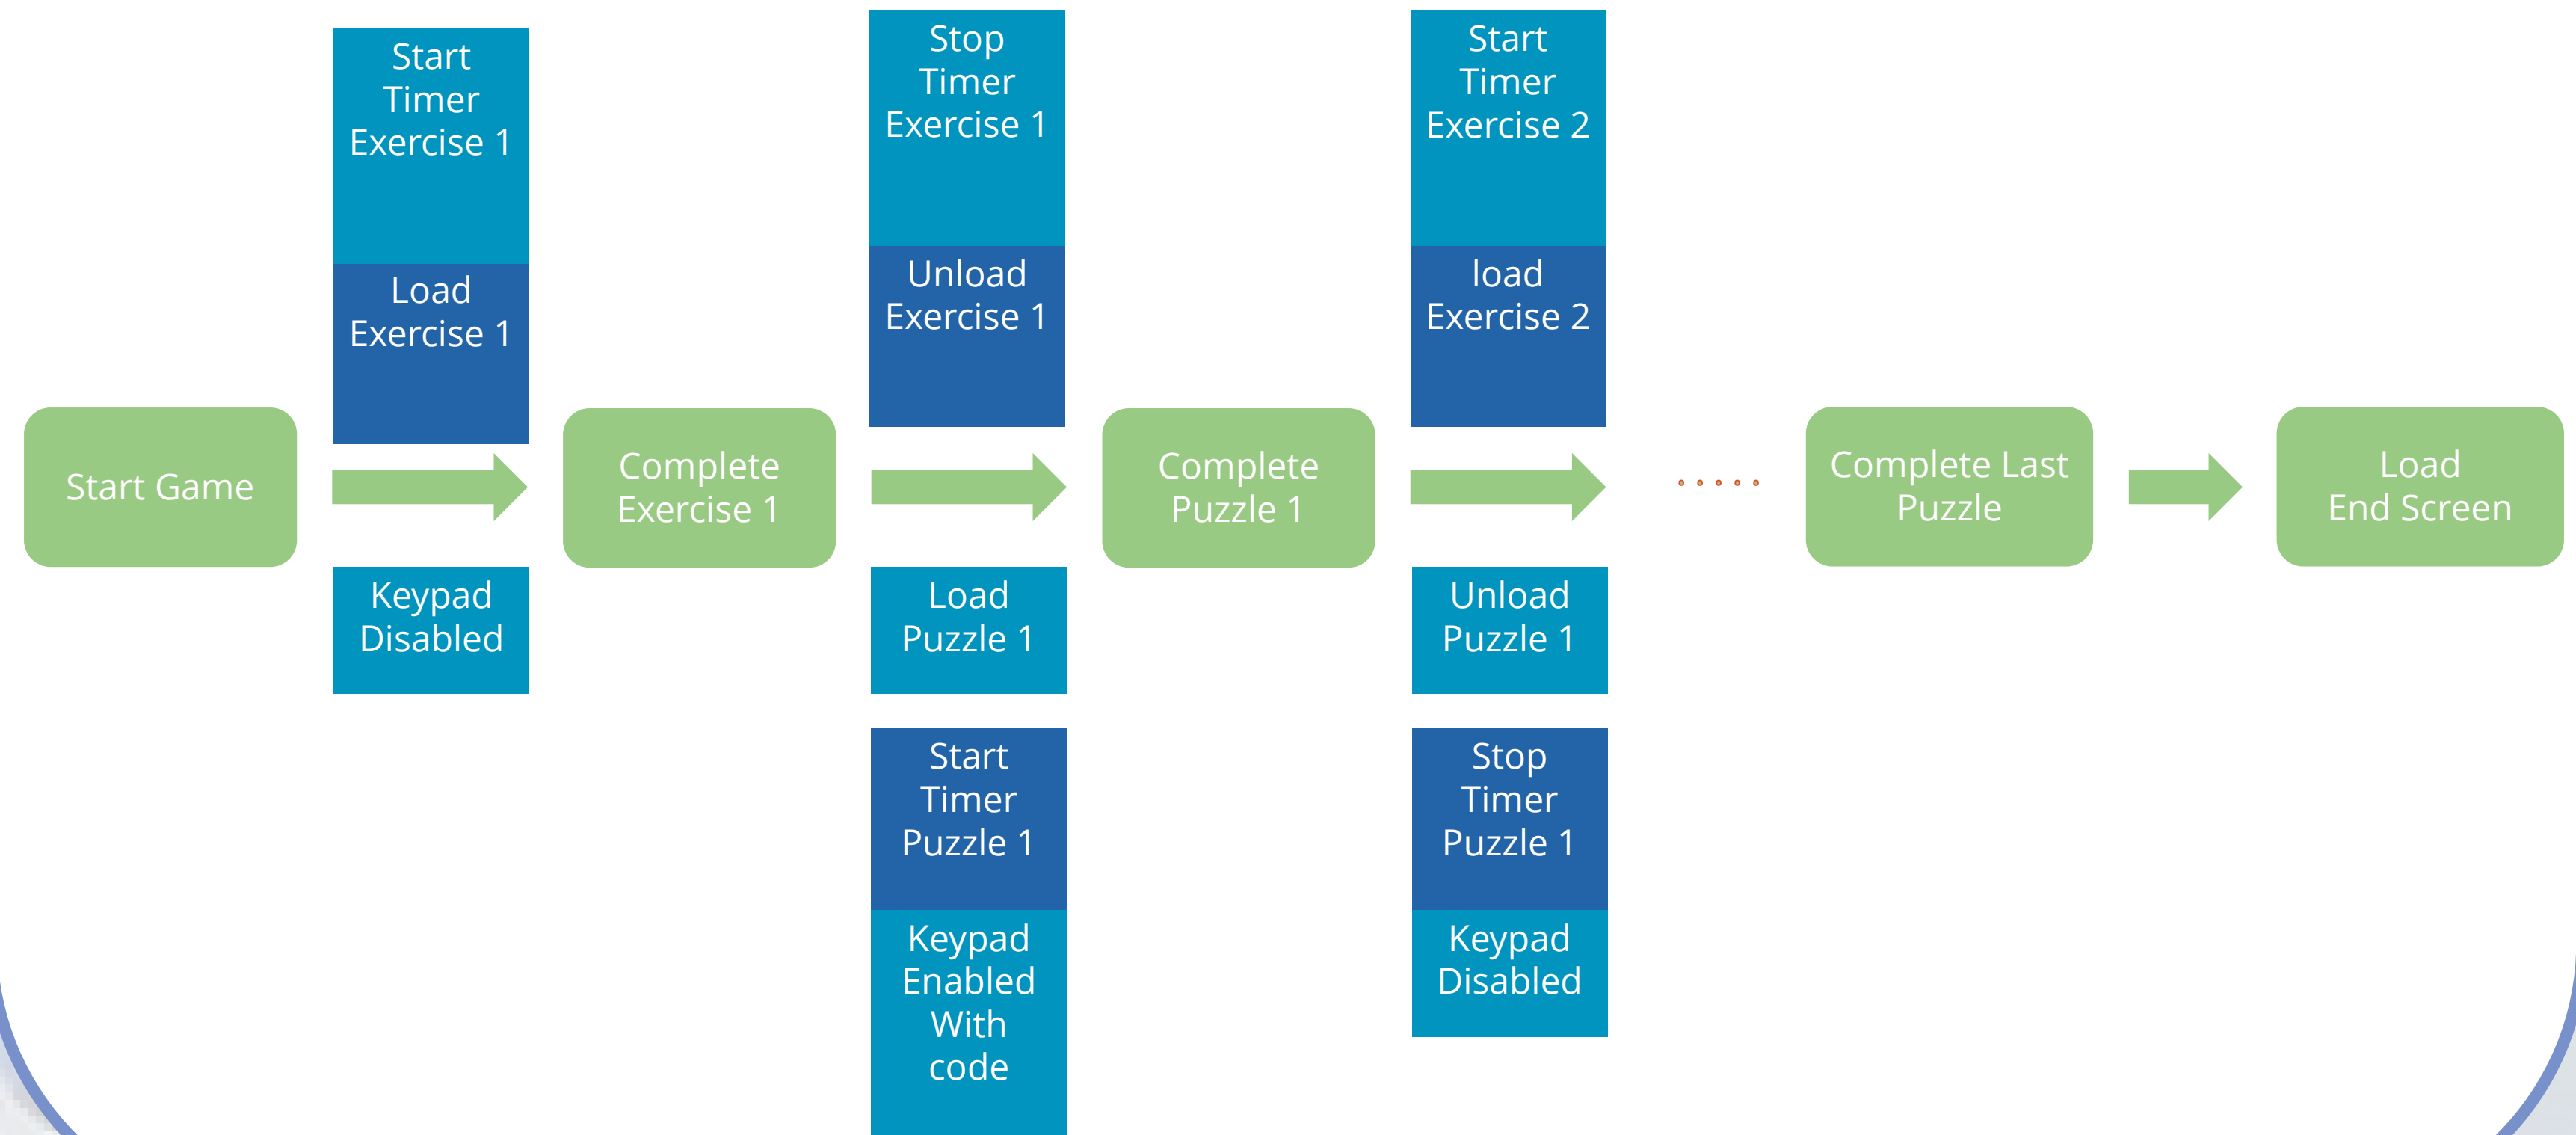 Start
Timer
Exercise 1
Load
Exercise 1
Stop
Timer
Exercise 1
Unload
Exercise 1
Start
Timer
Exercise 2
load
Exercise 2
Start Game
Complete
Exercise 1
Complete
Puzzle 1
.....
Complete Last
Puzzle
Load
End Screen
Keypad
Disabled
Load
Puzzle 1
Start
Timer
Puzzle 1
Keypad
Enabled
With
code
Unload
Puzzle 1
Stop
Timer
Puzzle 1
Keypad
Disabled